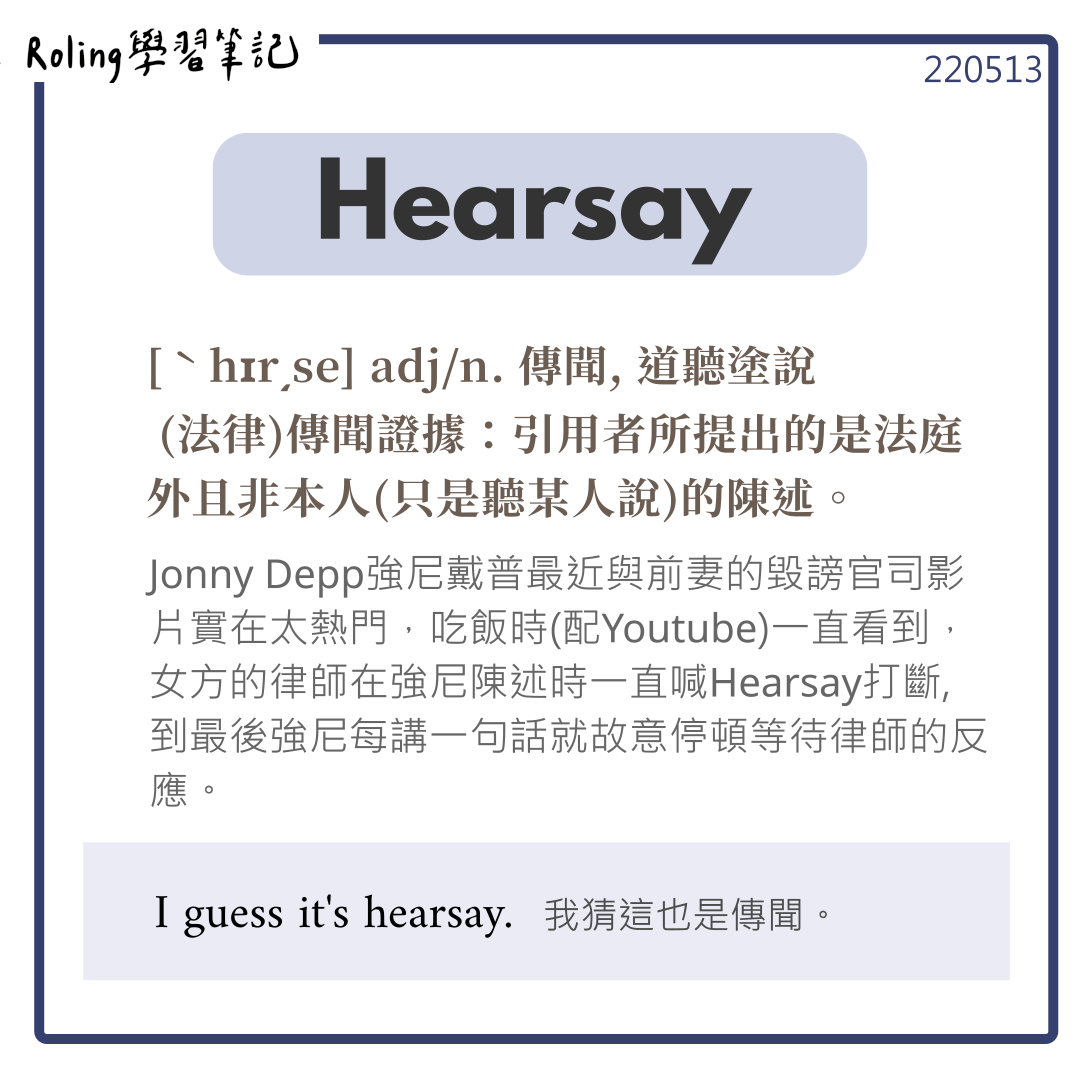 Roling學習筆記
220513
Hearsay
[ˋhɪrˏse] adj/n. 傳聞, 道聽塗說
(法律)傳聞證據：引用者所提出的是法庭
外且非本人(只是聽某人說)的陳述。
Jonny Depp強尼戴普最近與前妻的毀謗官司影
片實在太熱門，吃飯時(配Youtube)一直看到，
女方的律師在強尼陳述時一直喊Hearsay打斷,
到最後強尼每講一句話就故意停頓等待律師的反
應。
I guess it's hearsay. 我猜這也是傳聞。